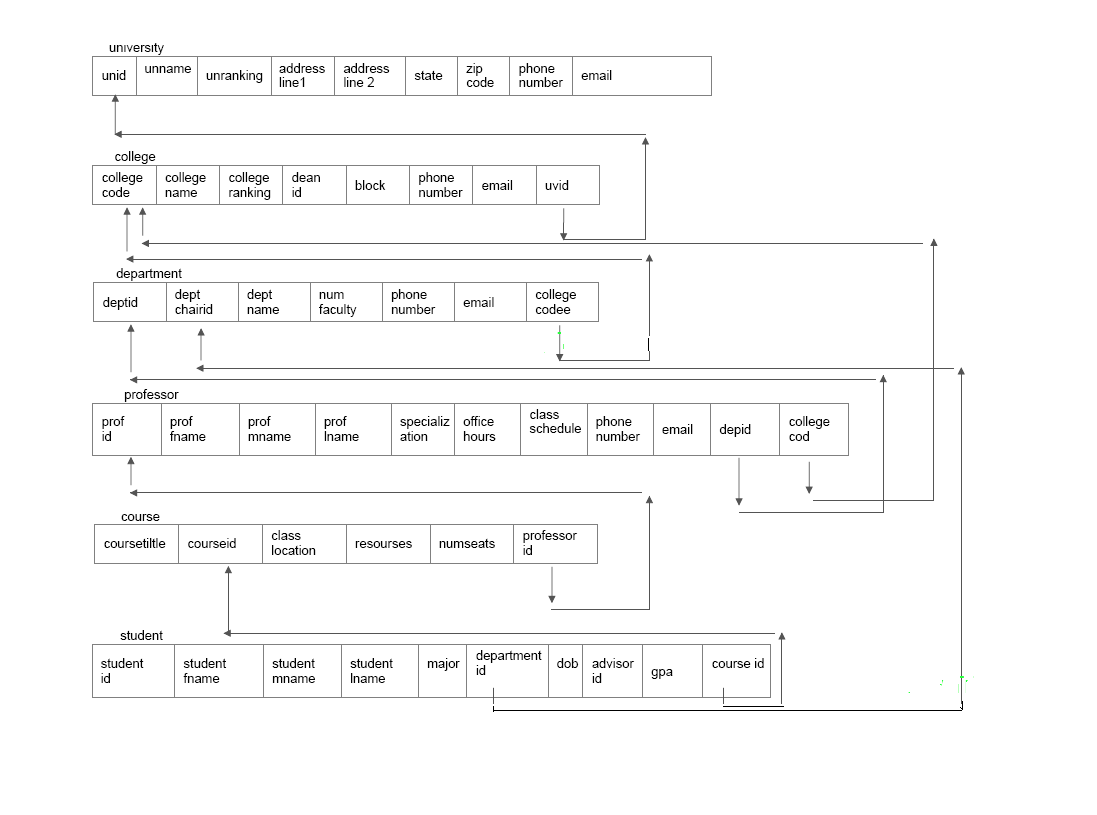 university
unid unname unranking address line1 address line 2 state zip code phone number email
college
college code college name college ranking dean id block phone number email uvid
department
deptid dept chairid dept name num faculty phone number email college codee
professor
prof id prof fname prof mname prof lname specializ ation office hours class schedule phone number email depid college cod
course
coursetiltle courseid class location resourses numseats professor id
student
student id student fname student mname student lname major department id dob advisor id gpa course id